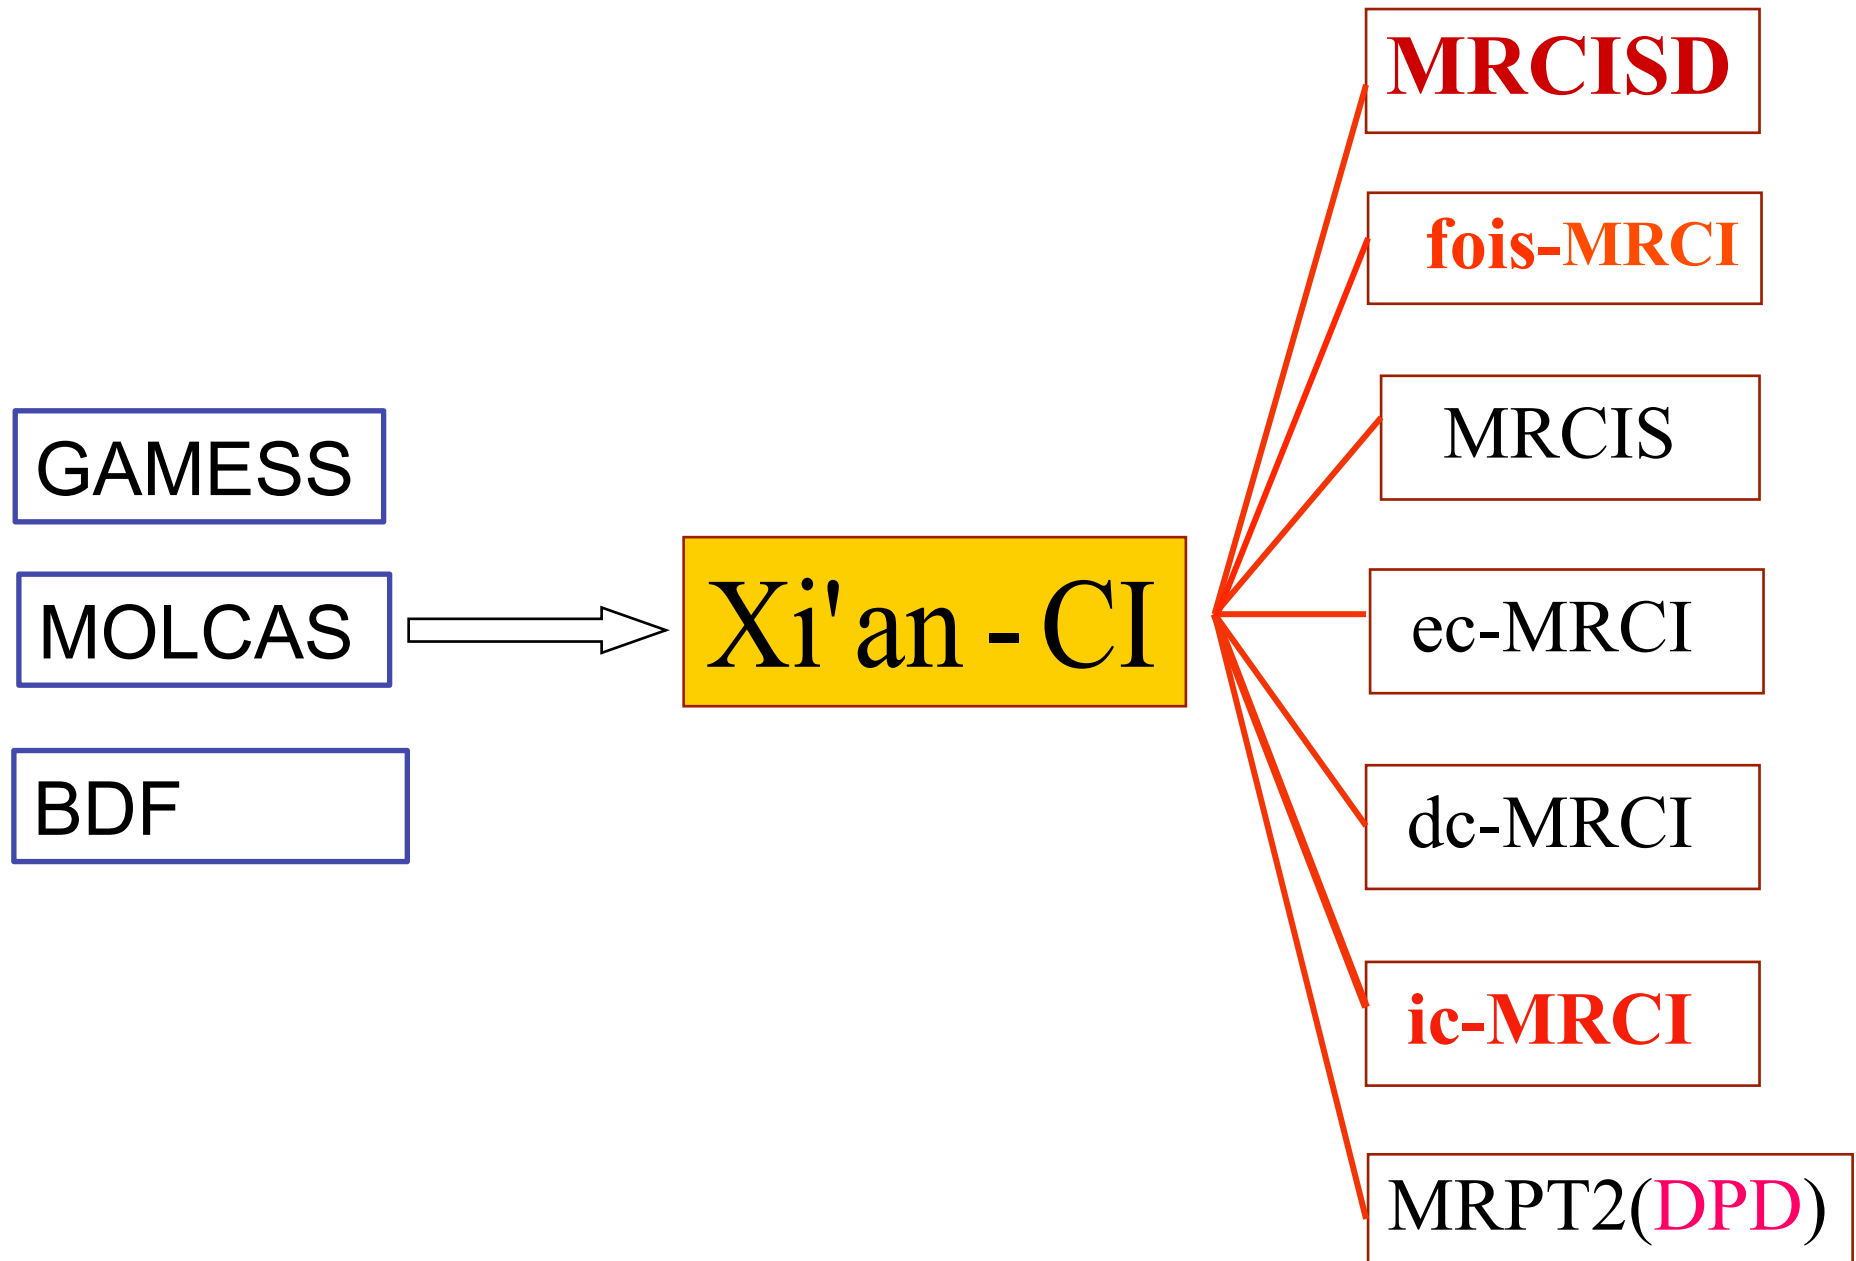 GAMESS
MOLCAS
BDF
Xi'an - CI
MRCISD
fois-MRCI
MRCIS
ec-MRCI
dc-MRCI
ic-MRCI
MRPT2(DPD)